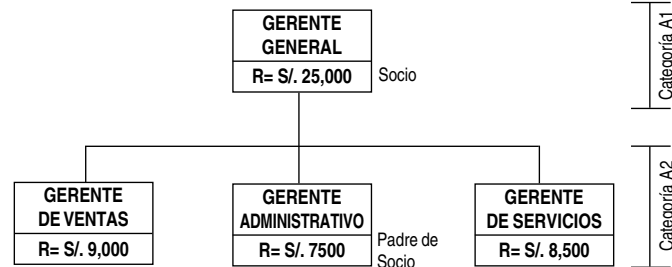 GERENTE
GENERAL
R= S/. 25,000
Socio
Categoría A1
GERENTE
DE VENTAS
R= S/. 9,000
GERENTE
ADMINISTRATIVO
R= S/. 7500
Padre de
Socio
GERENTE
DE SERVICIOS
R= S/. 8,500
Categoría A2